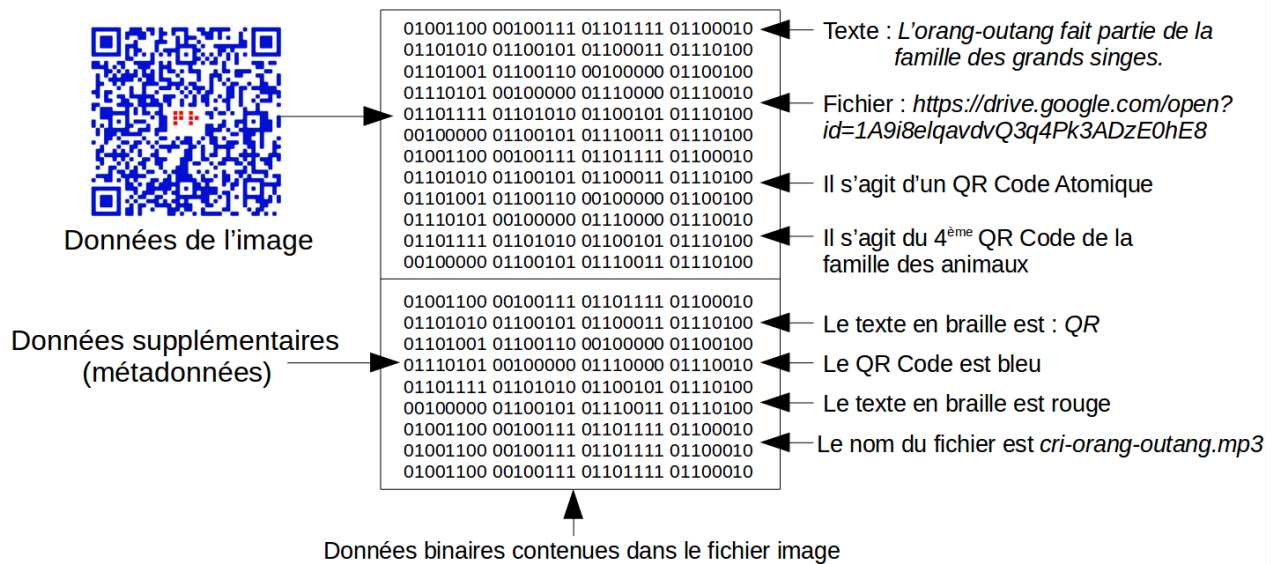 01001100 00100111 01101111 01100010
01101010 01100101 01100011 01110100
01101001 01100110 00100000 01100100
01110101 00100000 01110000 01110010
01101111 01101010 01100101 01110100
00100000 01100101 01110011 01110100
01001100 00100111 01101111 01100010
01101010 01100101 01100011 01110100
01101001 01100110 00100000 01100100
01110101 00100000 01110000 01110010
01101111 01101010 01100101 01110100
00100000 01100101 01110011 01110100
Texte : L'orang-outang fait partie de la
famille des grands singes.
Fichier : https://drive.google.com/open?
id=1A9i8elqavdvQ3q4Pk3ADzE0hE8
Il s'agit d'un QR Code Atomique
Il s'agit du 4ème QR Code de la
famille des animaux
Données de l'image
01001100 00100111 01101111 01100010
01101010 01100101 01100011 01110100
01101001 01100110 00100000 01100100
01110101 00100000 01110000 01110010
01101111 01101010 01100101 01110100
00100000 01100101 01110011 01110100
01001100 00100111 01101111 01100010
01001100 00100111 01101111 01100010
01001100 00100111 01101111 01100010
Données supplémentaires
(métadonnées)
Le texte en braille est : QR
Le QR Code est bleu
Le texte en braille est rouge
Le nom du fichier est cri-orang-outang.mp3
Données binaires contenues dans le fichier image